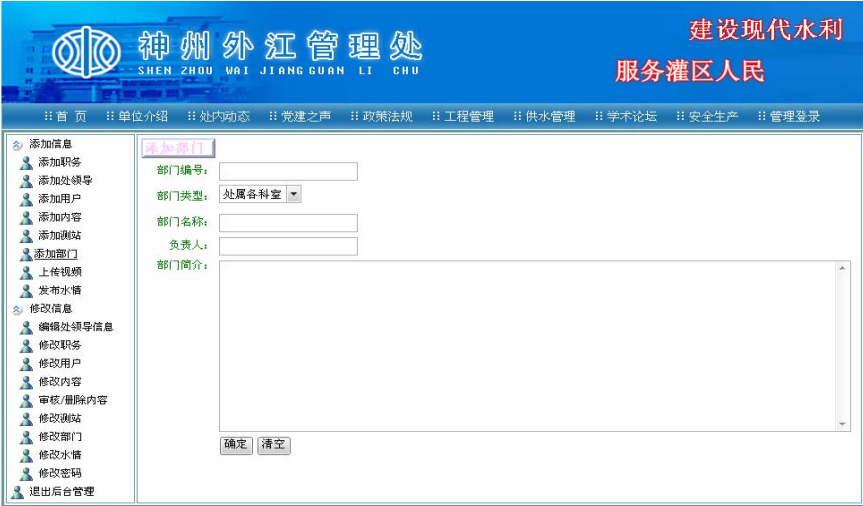 神州外江管理处
SHEN ZHOU WAI JIANG GUAN LI CHU
建设现代水利
服务灌区人民
首 页 单位介绍 处内动态 党建之声 政策法规 工程管理 供水管理 学术论坛 安全生产 管理登录
添加信息
添加职务
添加处领导
添加用户
添加内容
添加测站
添加部门
上传视频
发布水情
修改信息
编辑处领导信息
修改职务
修改用户
修改内容
审核/删除内容
修改测站
修改部门
修改水情
修改密码
退出后台管理
添加部门
部门编号:
部门类型: 处属各科室
部门名称:
负责人:
部门简介:
确定 清空